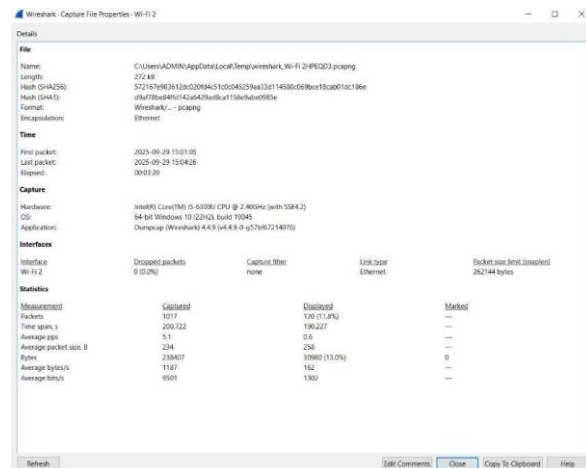 Wireshark · Capture File Properties · Wi-Fi 2
Details
File
Name: C:\Users\ADMIN\AppData\Local\Temp\wireshark_Wi-Fi 2HPEQD3.pcapng
Length: 272 kB
Hash (SHA256):
Hash (SHA1):
Format: Wireshark/... - pcapng
Encapsulation: Ethernet
Time
First packet: 2025-09-29 15:01:05
Last packet: 2025-09-29 15:04:26
Elapsed: 00:03:20
Capture
Hardware: Intel(R) Core(TM) i5-6300U CPU @ 2.40GHz (with SSE4.2)
OS: 64-bit Windows 10 (22H2), build 19045
Application: Dumpcap (Wireshark) 4.4.9 (v4.4.9-0-g57bf67214076)
Interfaces
Interface Dropped packets Capture filter Link type Packet size limit (snaplen)
Wi-Fi 2 0 (0.0%) none Ethernet 262144 bytes
Statistics
Measurement Captured Displayed Marked
Packets 1017 120 (11.8%) —
Time span, s 200.722 190.227 —
Average pps 5.1 0.6 —
Average packet size, B 234 258 —
Bytes 238407 30980 (13.0%) 0
Average bytes/s 1187 162 —
Average bits/s 9501 1302 —
Refresh Edit Comments Close Copy To Clipboard Help